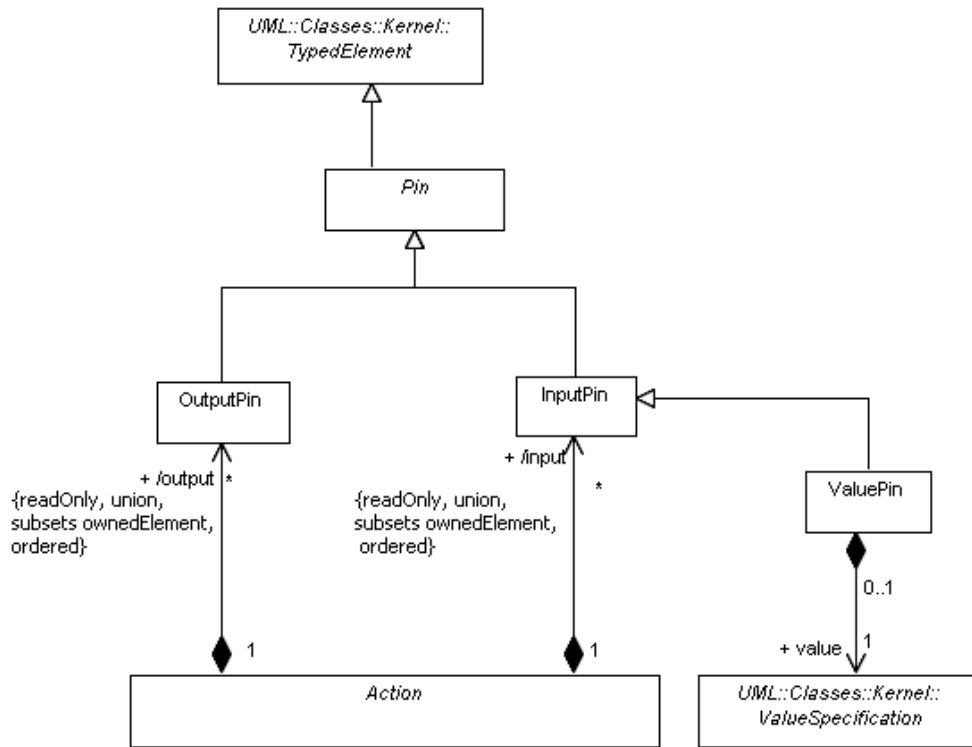 UML::Classes::Kernel::
TypedElement
Pin
OutputPin
InputPin
ValuePin
+ /output *
{readOnly, union,
subsets ownedElement,
ordered}
+ /input
*
{readOnly, union,
subsets ownedElement,
ordered}
0..1
1
1
+ value
1
Action
UML::Classes::Kernel::
ValueSpecification